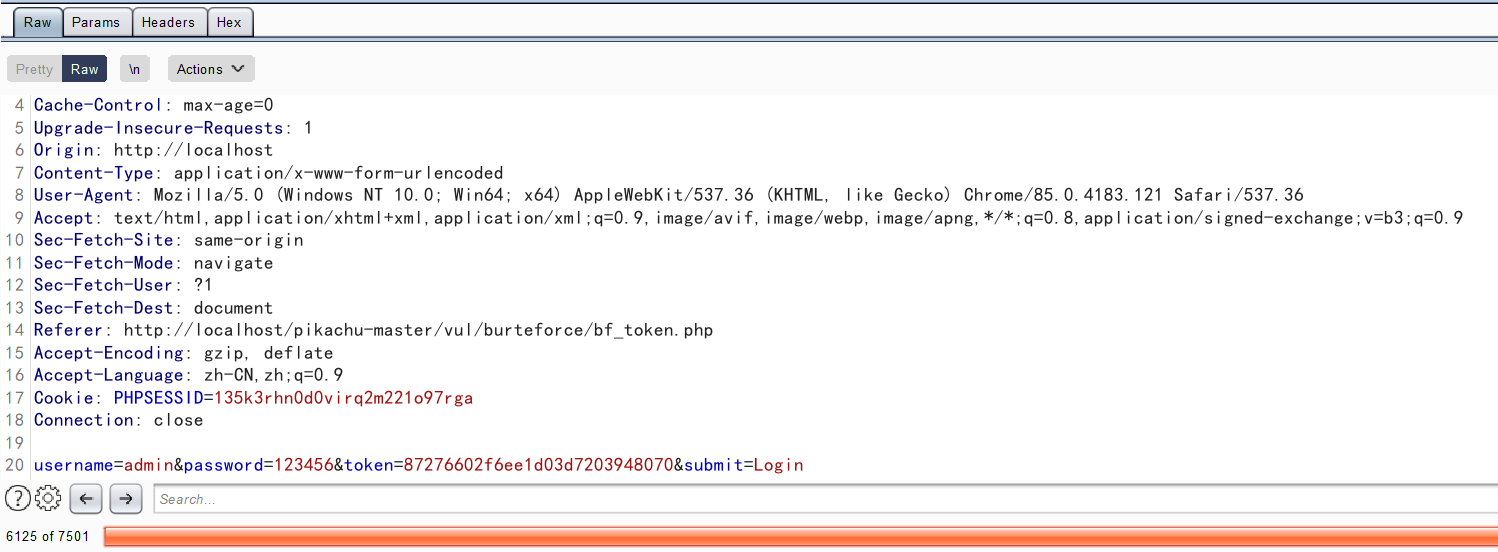 Raw Params Headers Hex
Pretty Raw \n Actions
4 Cache-Control: max-age=0
5 Upgrade-Insecure-Requests: 1
6 Origin: http://localhost
7 Content-Type: application/x-www-form-urlencoded
8 User-Agent: Mozilla/5.0 (Windows NT 10.0; Win64; x64) AppleWebKit/537.36 (KHTML, like Gecko) Chrome/85.0.4183.121 Safari/537.36
9 Accept: text/html,application/xhtml+xml,application/xml;q=0.9,image/avif,image/webp,image/apng,*/*;q=0.8,application/signed-exchange;v=b3;q=0.9
10 Sec-Fetch-Site: same-origin
11 Sec-Fetch-Mode: navigate
12 Sec-Fetch-User: ?1
13 Sec-Fetch-Dest: document
14 Referer: http://localhost/pikachu-master/vul/burteforce/bf_token.php
15 Accept-Encoding: gzip, deflate
16 Accept-Language: zh-CN,zh;q=0.9
17 Cookie: PHPSESSID=135k3rhn0d0virq2m221o97rga
18 Connection: close
19
20 username=admin&password=123456&token=87276602f6ee1d03d7203948070&submit=Login
? Search...
6125 of 7501